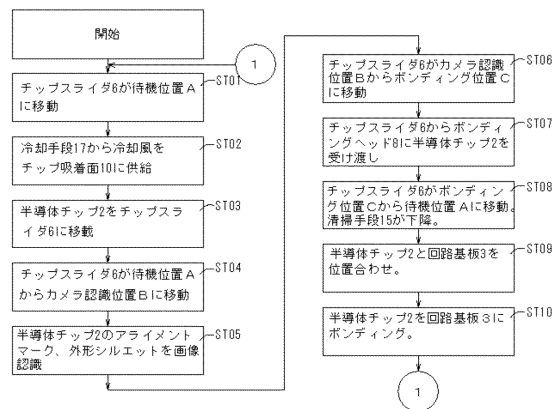 開始
1
チップスライダ6が待機位置A
に移動
ST01
冷却手段17から冷却風を
チップ吸着面10に供給
ST02
半導体チップ2をチップスラ
イダ6に移載
ST03
チップスライダ6が待機位置A
からカメラ認識位置Bに移動
ST04
半導体チップ2のアライメント
マーク、外形シルエットを画像
認識
ST05
チップスライダ6がカメラ認識
位置Bからボンディング位置C
に移動
ST06
チップスライダ6からボンディ
ングヘッド8に半導体チップ2を
受け渡し
ST07
チップスライダ6がボンディン
グ位置Cから待機位置Aに移動。
清掃手段15が下降。
ST08
半導体チップ2と回路基板3を
位置合わせ。
ST09
半導体チップ2を回路基板3に
ボンディング。
ST10
1